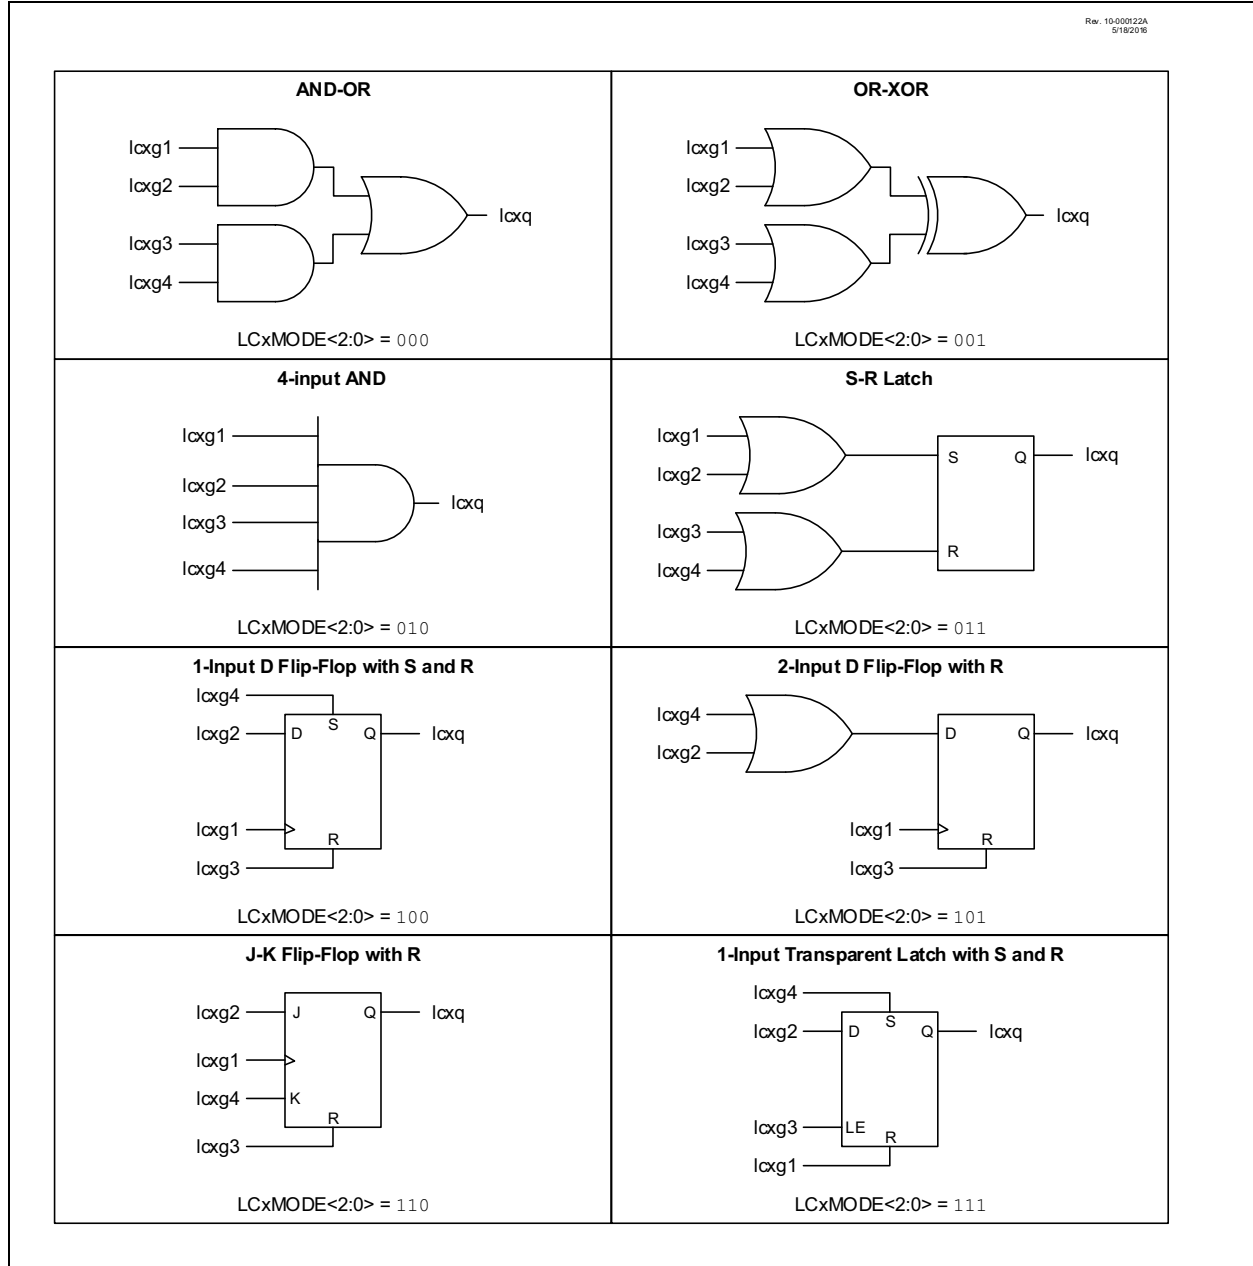 Rev. 10-000122A
5/18/2016
AND-OR
lcxg1
lcxg2
lcxg3
lcxg4
lcxq
LCxMODE<2:0> = 000
OR-XOR
lcxg1
lcxg2
lcxg3
lcxg4
lcxq
LCxMODE<2:0> = 001
4-input AND
lcxg1
lcxg2
lcxg3
lcxg4
lcxq
LCxMODE<2:0> = 010
S-R Latch
lcxg1
lcxg2
lcxg3
lcxg4
S
Q
R
lcxq
LCxMODE<2:0> = 011
1-Input D Flip-Flop with S and R
lcxg4
lcxg2
D
S
Q
lcxq
lcxg1
R
lcxg3
LCxMODE<2:0> = 100
2-Input D Flip-Flop with R
lcxg4
lcxg2
D
Q
lcxq
lcxg1
R
lcxg3
LCxMODE<2:0> = 101
J-K Flip-Flop with R
lcxg2
J
Q
lcxq
lcxg1
lcxg4
K
R
lcxg3
LCxMODE<2:0> = 110
1-Input Transparent Latch with S and R
lcxg4
lcxg2
D
S
Q
lcxq
lcxg3
LE
R
lcxg1
LCxMODE<2:0> = 111